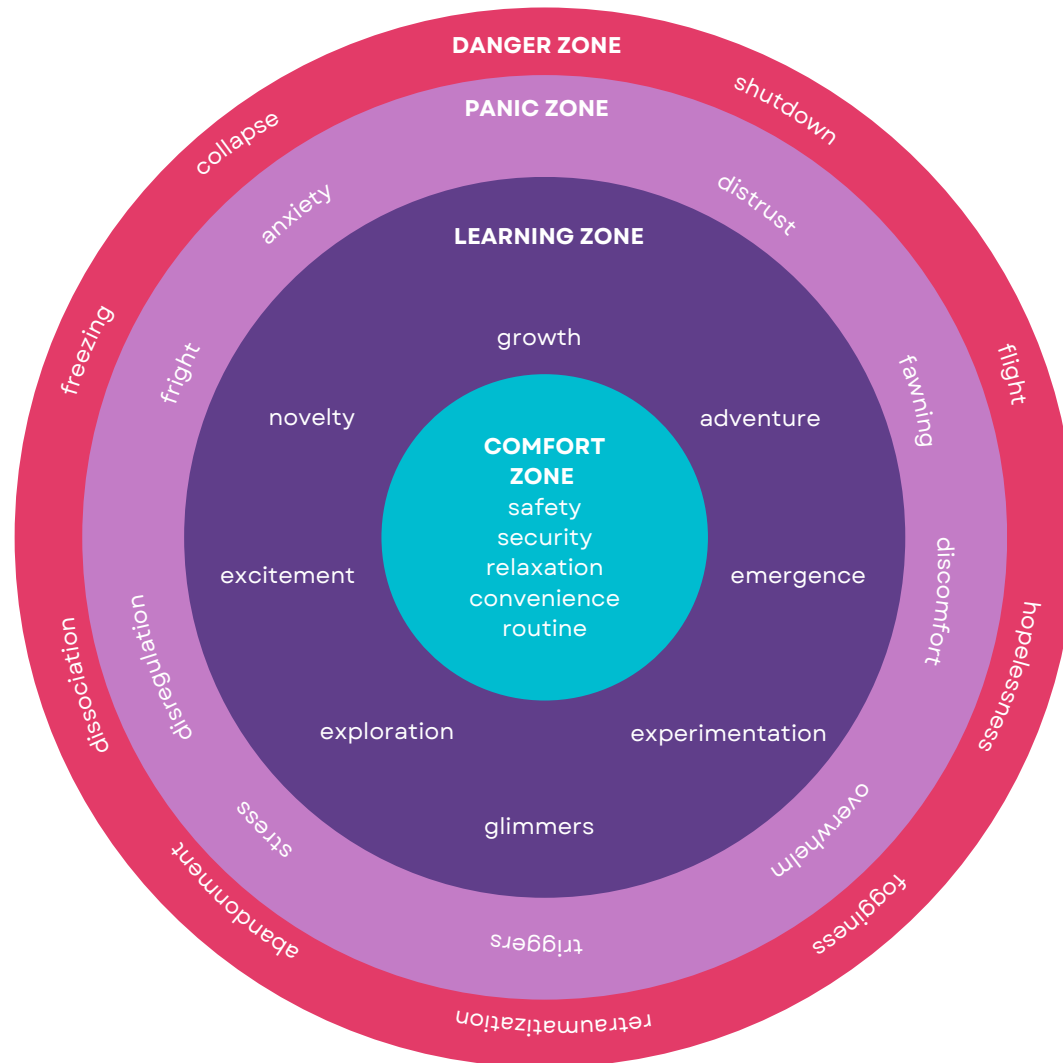 DANGER ZONE
shutdown
flight
hopelessness
fogginess
retraumatization
abandonment
dissociation
freezing
collapse
PANIC ZONE
distrust
fawning
discomfort
overwhelm
triggers
stress
disregulation
fright
anxiety
LEARNING ZONE
growth
adventure
emergence
experimentation
glimmers
exploration
excitement
novelty
COMFORT
ZONE
safety
security
relaxation
convenience
routine